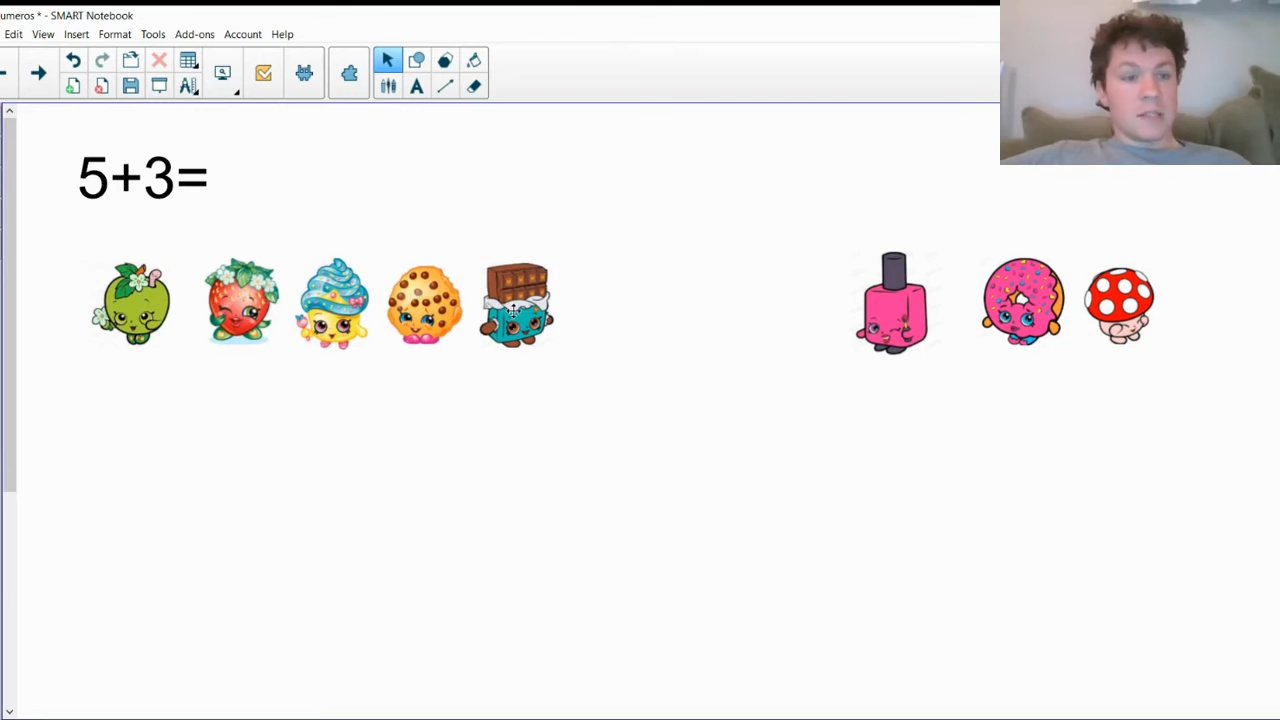 umeros * - SMART Notebook
Edit View Insert Format Tools Add-ons Account Help
5+3=